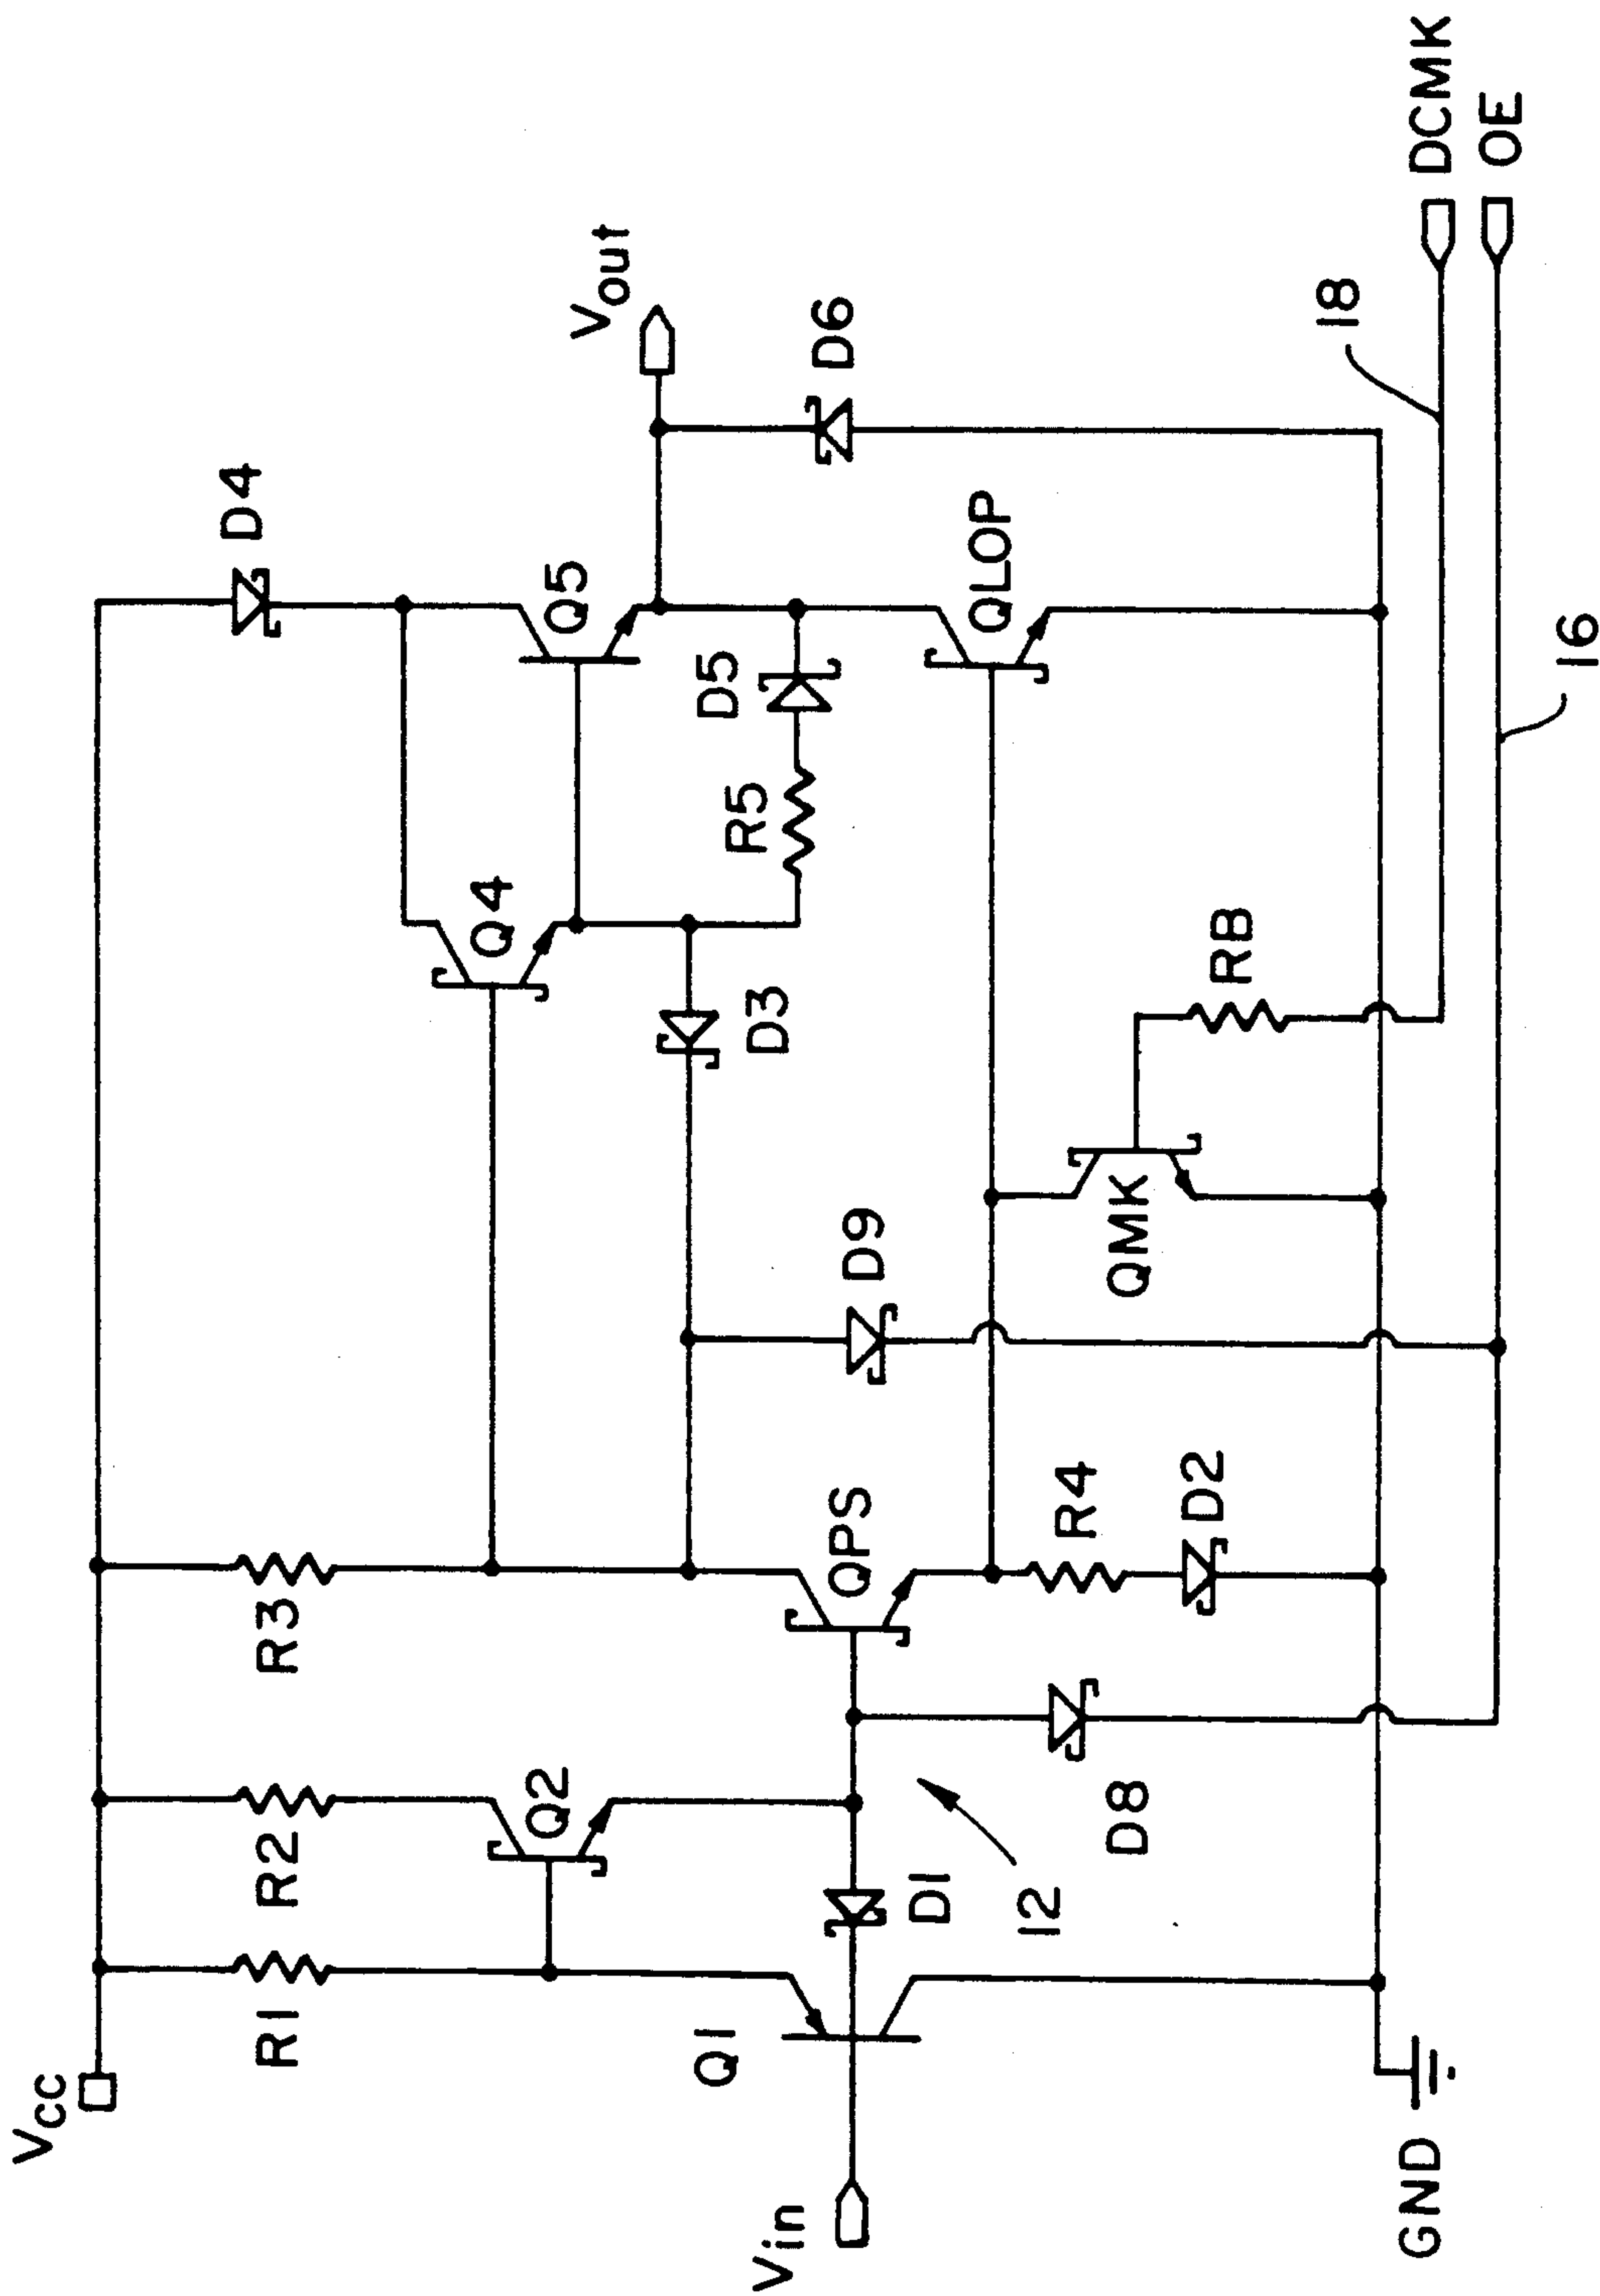 VCC
R1
R2
R3
D4
Q1
Q2
Q4
Q5
Vout
Vin
D1
12
D8
QPS
D9
D3
R5
D5
D6
R4
D2
QMK
RB
QLOP
18
DCMK
OE
16
GND